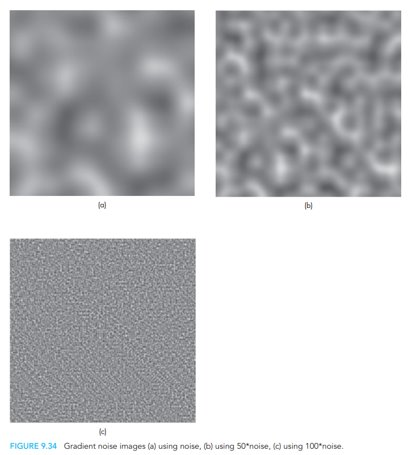 (a)
(b)
(c)
FIGURE 9.34 Gradient noise images (a) using noise, (b) using 50*noise, (c) using 100*noise.